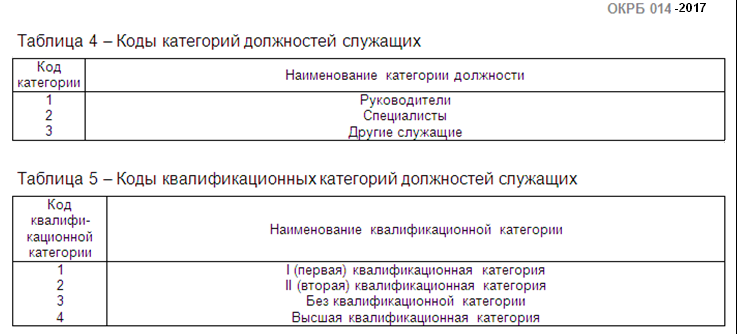 ОКРБ 014 -2017
Таблица 4 – Коды категорий должностей служащих
Код
категории
Наименование категории должности
1 Руководители
2 Специалисты
3 Другие служащие
Таблица 5 – Коды квалификационных категорий должностей служащих
Код
квалифи-
кационной
категории
Наименование квалификационной категории
1 I (первая) квалификационная категория
2 II (вторая) квалификационная категория
3 Без квалификационной категории
4 Высшая квалификационная категория